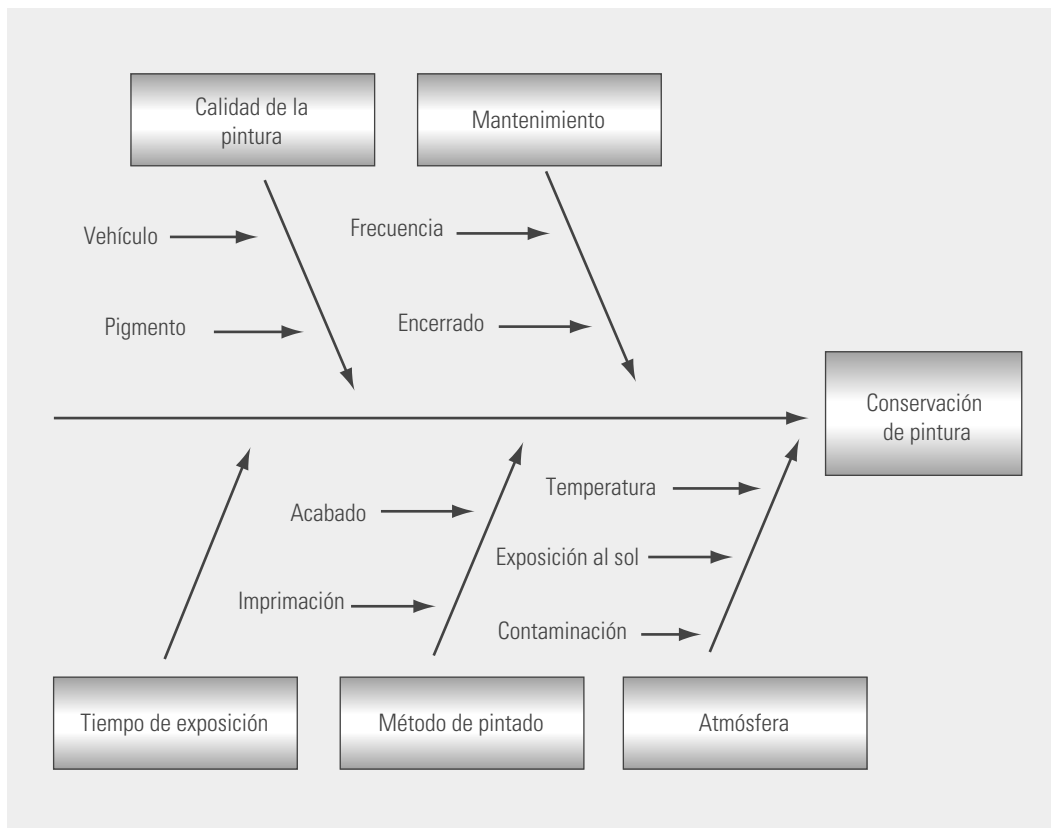 Calidad de la
pintura
Mantenimiento
Vehículo
Frecuencia
Pigmento
Encerrado
Conservación
de pintura
Temperatura
Acabado
Exposición al sol
Imprimación
Contaminación
Tiempo de exposición
Método de pintado
Atmósfera